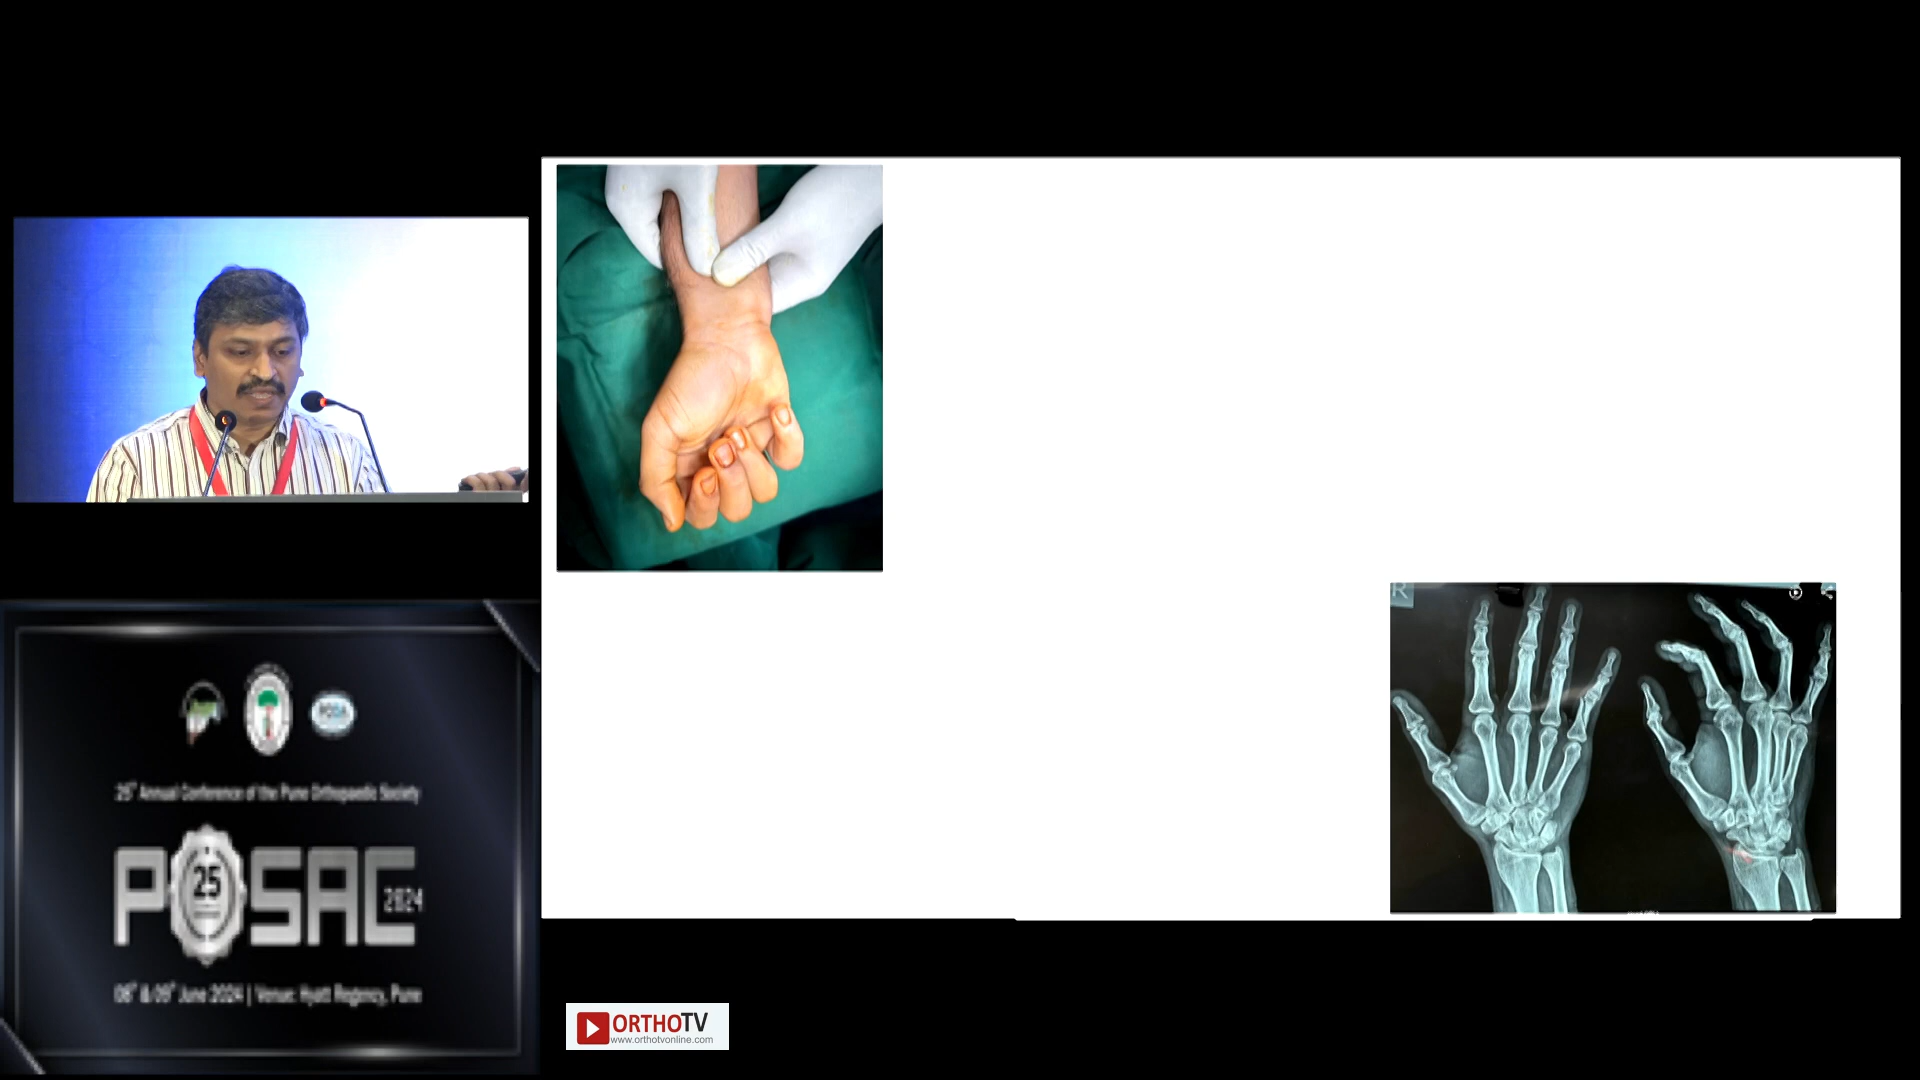 25th Annual Conference of the Pune Orthopaedic Society
POSAC
25
2024
08th & 09th June 2024 | Venue: Hyatt Regency, Pune
R
ORTHOTV
www.orthotvonline.com